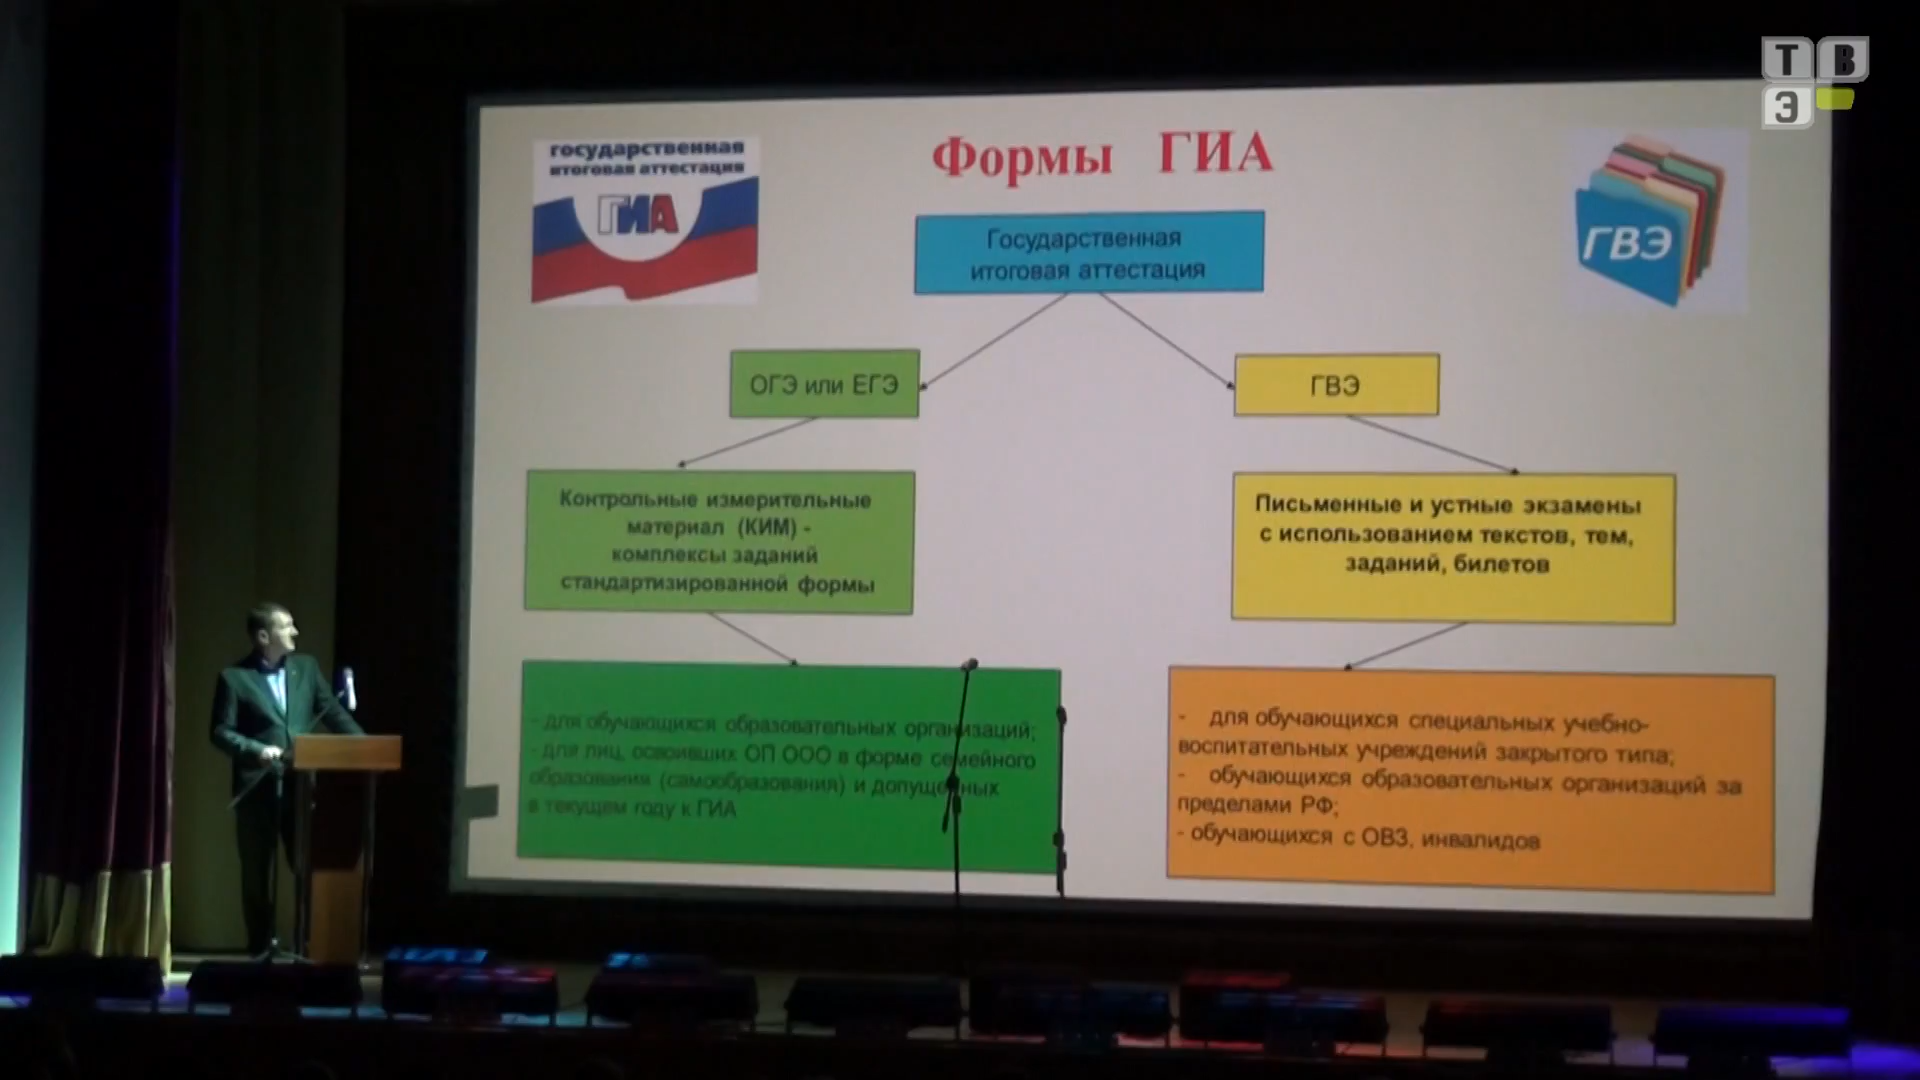 ТВ
Э
государственная
итоговая аттестация
ГИА
Формы ГИА
ГВЭ
Государственная
итоговая аттестация
ОГЭ или ЕГЭ
ГВЭ
Контрольные измерительные
материал (КИМ) -
комплексы заданий
стандартизированной формы
Письменные и устные экзамены
с использованием текстов, тем,
заданий, билетов
- для обучающихся образовательных организаций;
- для лиц, освоивших ОП ООО в форме семейного
образования (самообразования) и допущенных
в текущем году к ГИА
- для обучающихся специальных учебно-
воспитательных учреждений закрытого типа;
- обучающихся образовательных организаций за
пределами РФ;
- обучающихся с ОВЗ, инвалидов